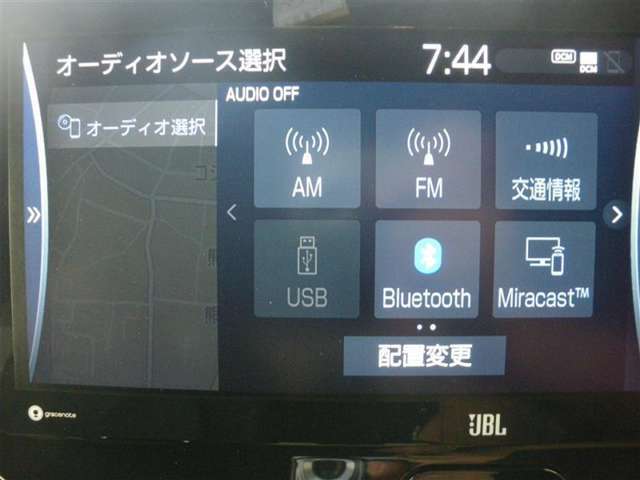 オーディオソース選択
7:44
DCM
DCM
オーディオ選択
AUDIO OFF
AM
FM
交通情報
USB
Bluetooth
Miracast™
配置変更
gracenote
JBL